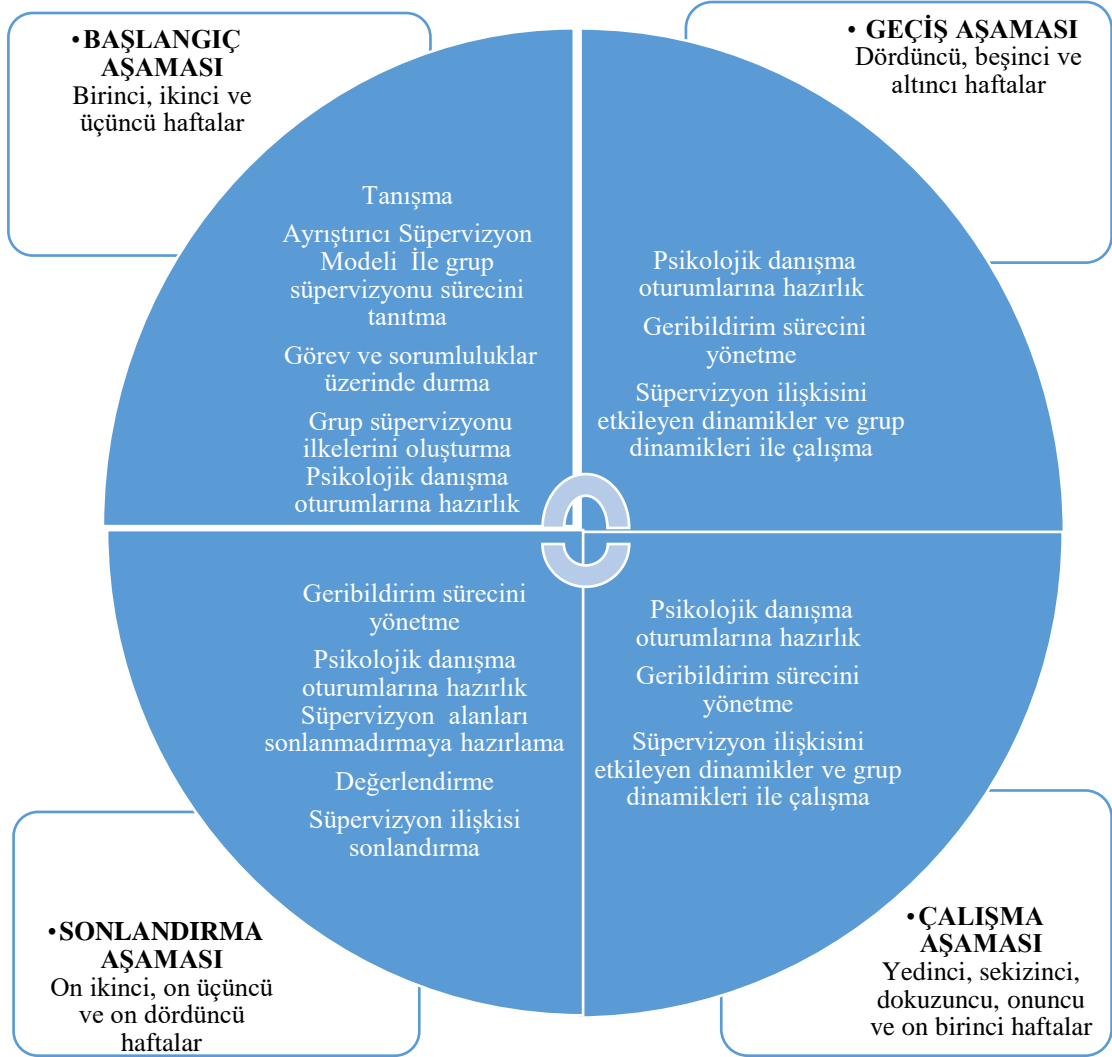 •BAŞLANGIÇ
AŞAMASI
Birinci, ikinci ve
üçüncü haftalar
• GEÇİŞ AŞAMASI
Dördüncü, beşinci ve
altıncı haftalar
Tanışma
Ayrıştırıcı Süpervizyon
Modeli İle grup
süpervizyonu sürecini
tanıtma
Görev ve sorumluluklar
üzerinde durma
Grup süpervizyonu
ilkelerini oluşturma
Psikolojik danışma
oturumlarına hazırlık
Psikolojik danışma
oturumlarına hazırlık
Geribildirim sürecini
yönetme
Süpervizyon ilişkisini
etkileyen dinamikler ve grup
dinamikleri ile çalışma
Geribildirim sürecini
yönetme
Psikolojik danışma
oturumlarına hazırlık
Süpervizyon alanları
sonlanmadırmaya hazırlama
Değerlendirme
Süpervizyon ilişkisi
sonlandırma
Psikolojik danışma
oturumlarına hazırlık
Geribildirim sürecini
yönetme
Süpervizyon ilişkisini
etkileyen dinamikler ve grup
dinamikleri ile çalışma
•SONLANDIRMA
AŞAMASI
On ikinci, on üçüncü
ve on dördüncü
haftalar
•ÇALIŞMA
AŞAMASI
Yedinci, sekizinci,
dokuzuncu, onuncu
ve on birinci haftalar